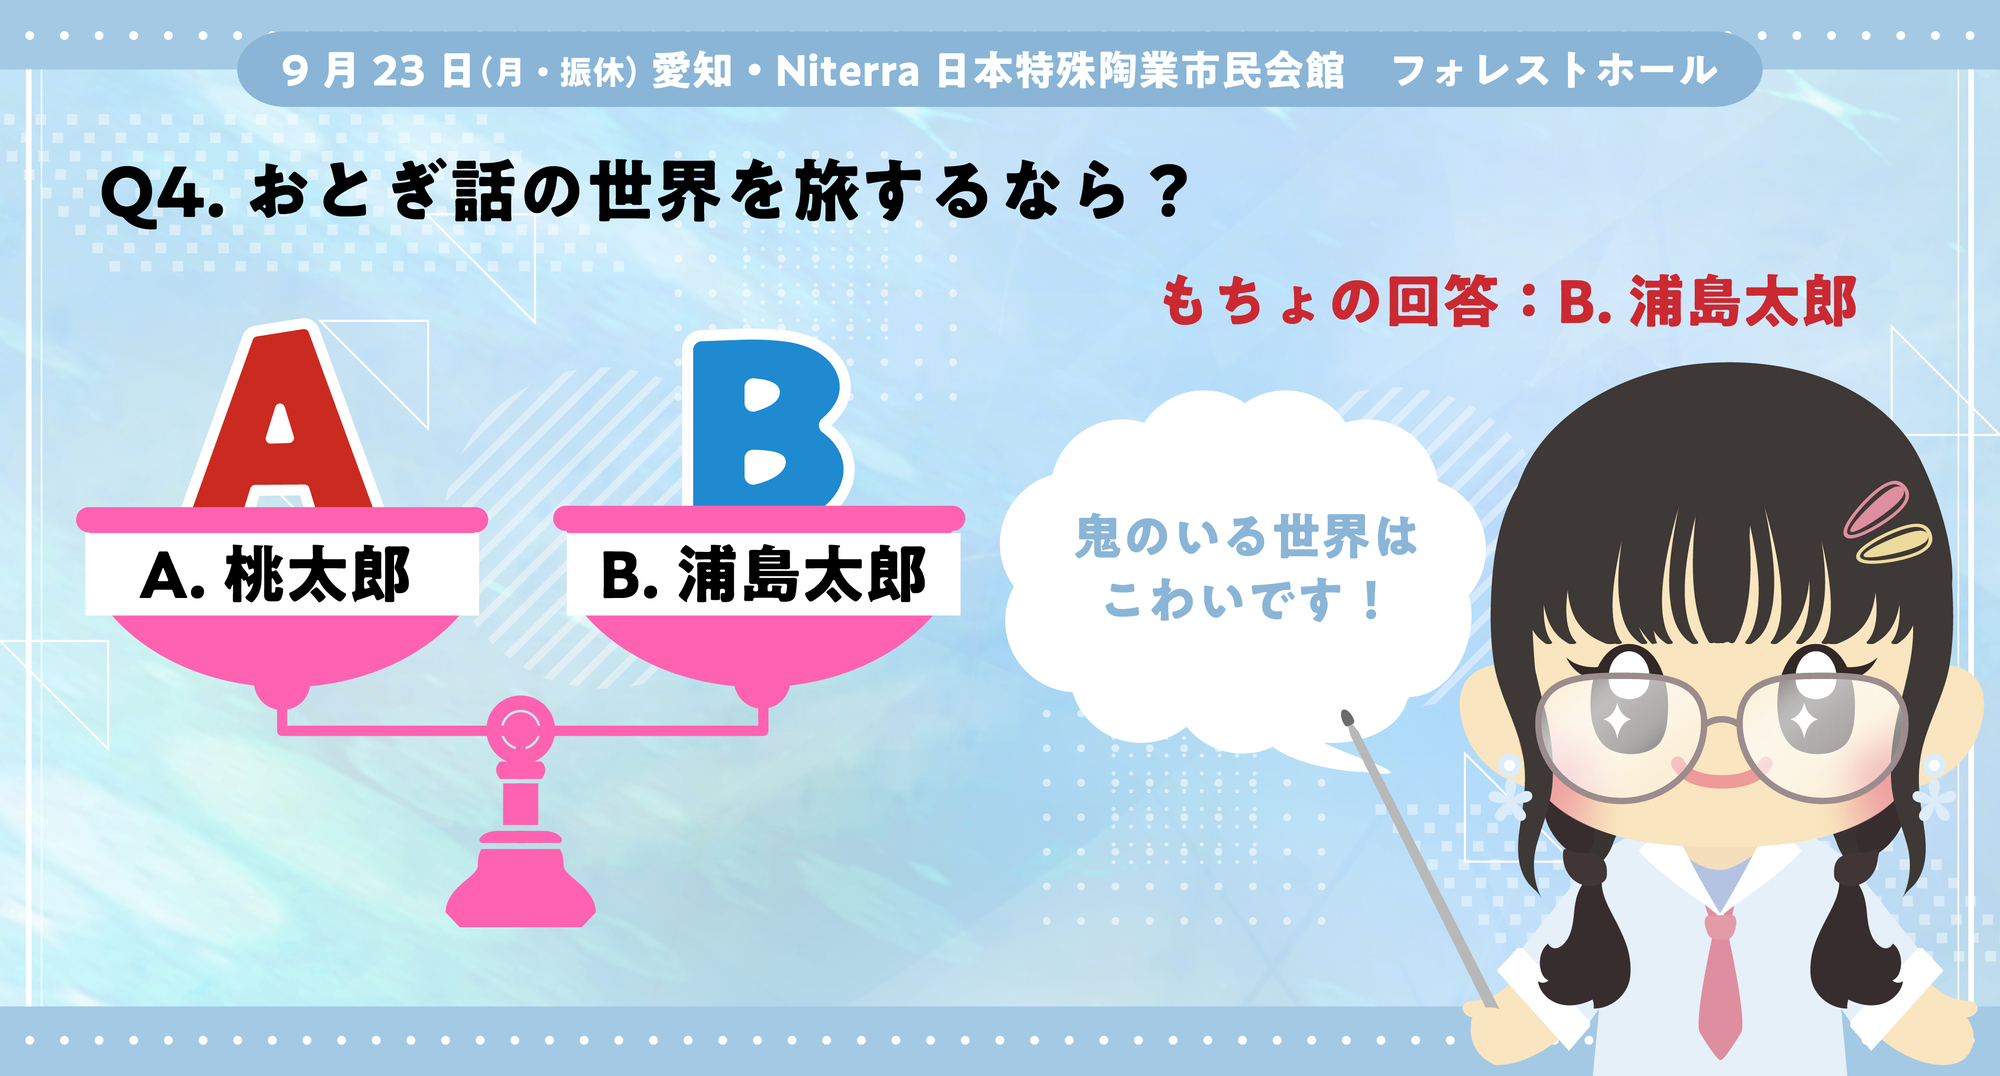 9月23日(月・振休) 愛知・Niterra 日本特殊陶業市民会館　フォレストホール
Q4. おとぎ話の世界を旅するなら？
もちょの回答：B. 浦島太郎
A
B
A. 桃太郎
B. 浦島太郎
鬼のいる世界は
こわいです！